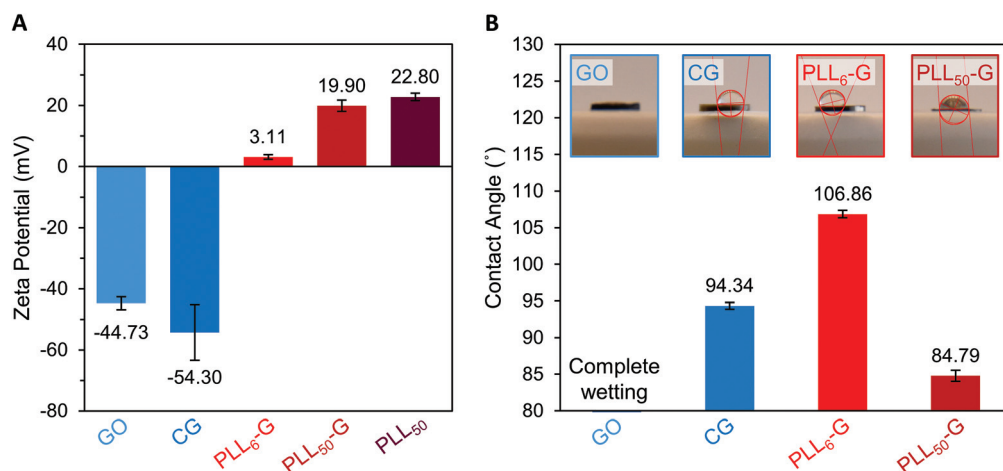 A
Zeta Potential (mV)
40
20
0
-20
-40
-60
-80
-44.73
-54.30
3.11
19.90
22.80
GO
CG
PLL₆-G
PLL₅₀-G
PLL₅₀
B
Contact Angle (°)
130
125
120
115
110
105
100
95
90
85
80
GO
CG
PLL₆-G
PLL₅₀-G
Complete
wetting
94.34
106.86
84.79
GO
CG
PLL₆-G
PLL₅₀-G